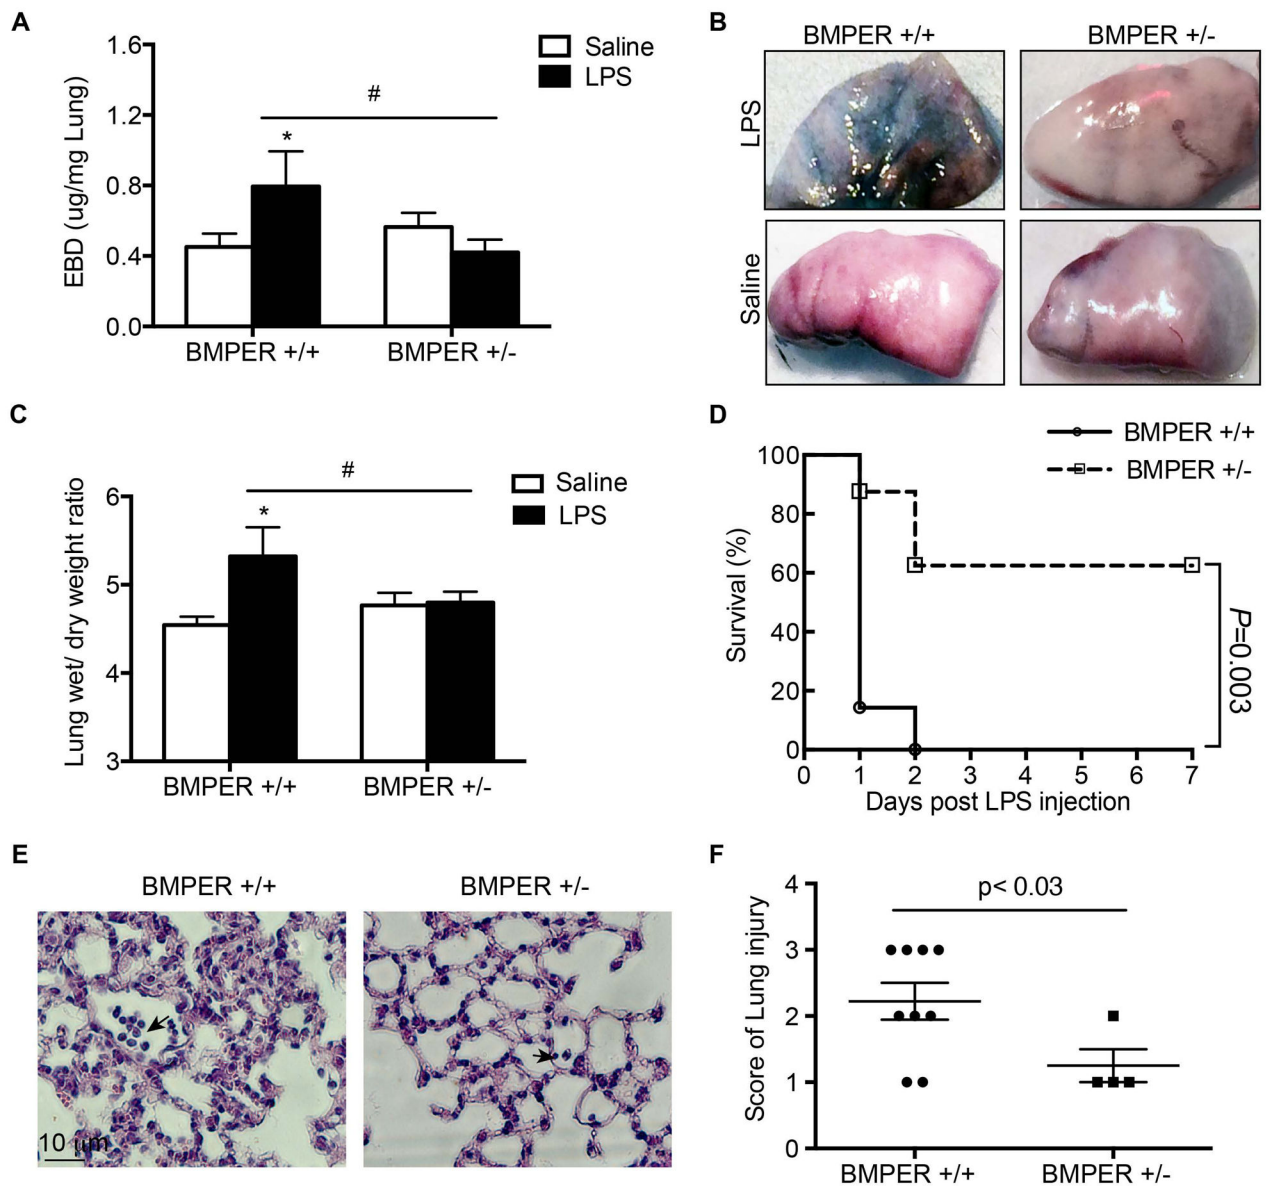 A
EBD (ug/mg Lung)
1.6
1.2
0.8
0.4
0.0
Saline
LPS
#
*
BMPER +/+
BMPER +/-
B
BMPER +/+
BMPER +/-
LPS
Saline
C
Lung wet/ dry weight ratio
6
5
4
3
Saline
LPS
#
*
BMPER +/+
BMPER +/-
D
BMPER +/+
BMPER +/-
Survival (%)
100
80
60
40
20
0
0 1 2 3 4 5 6 7
Days post LPS injection
P=0.003
E
BMPER +/+
BMPER +/-
10 µm
F
Score of Lung injury
4
3
2
1
0
p< 0.03
BMPER +/+
BMPER +/-